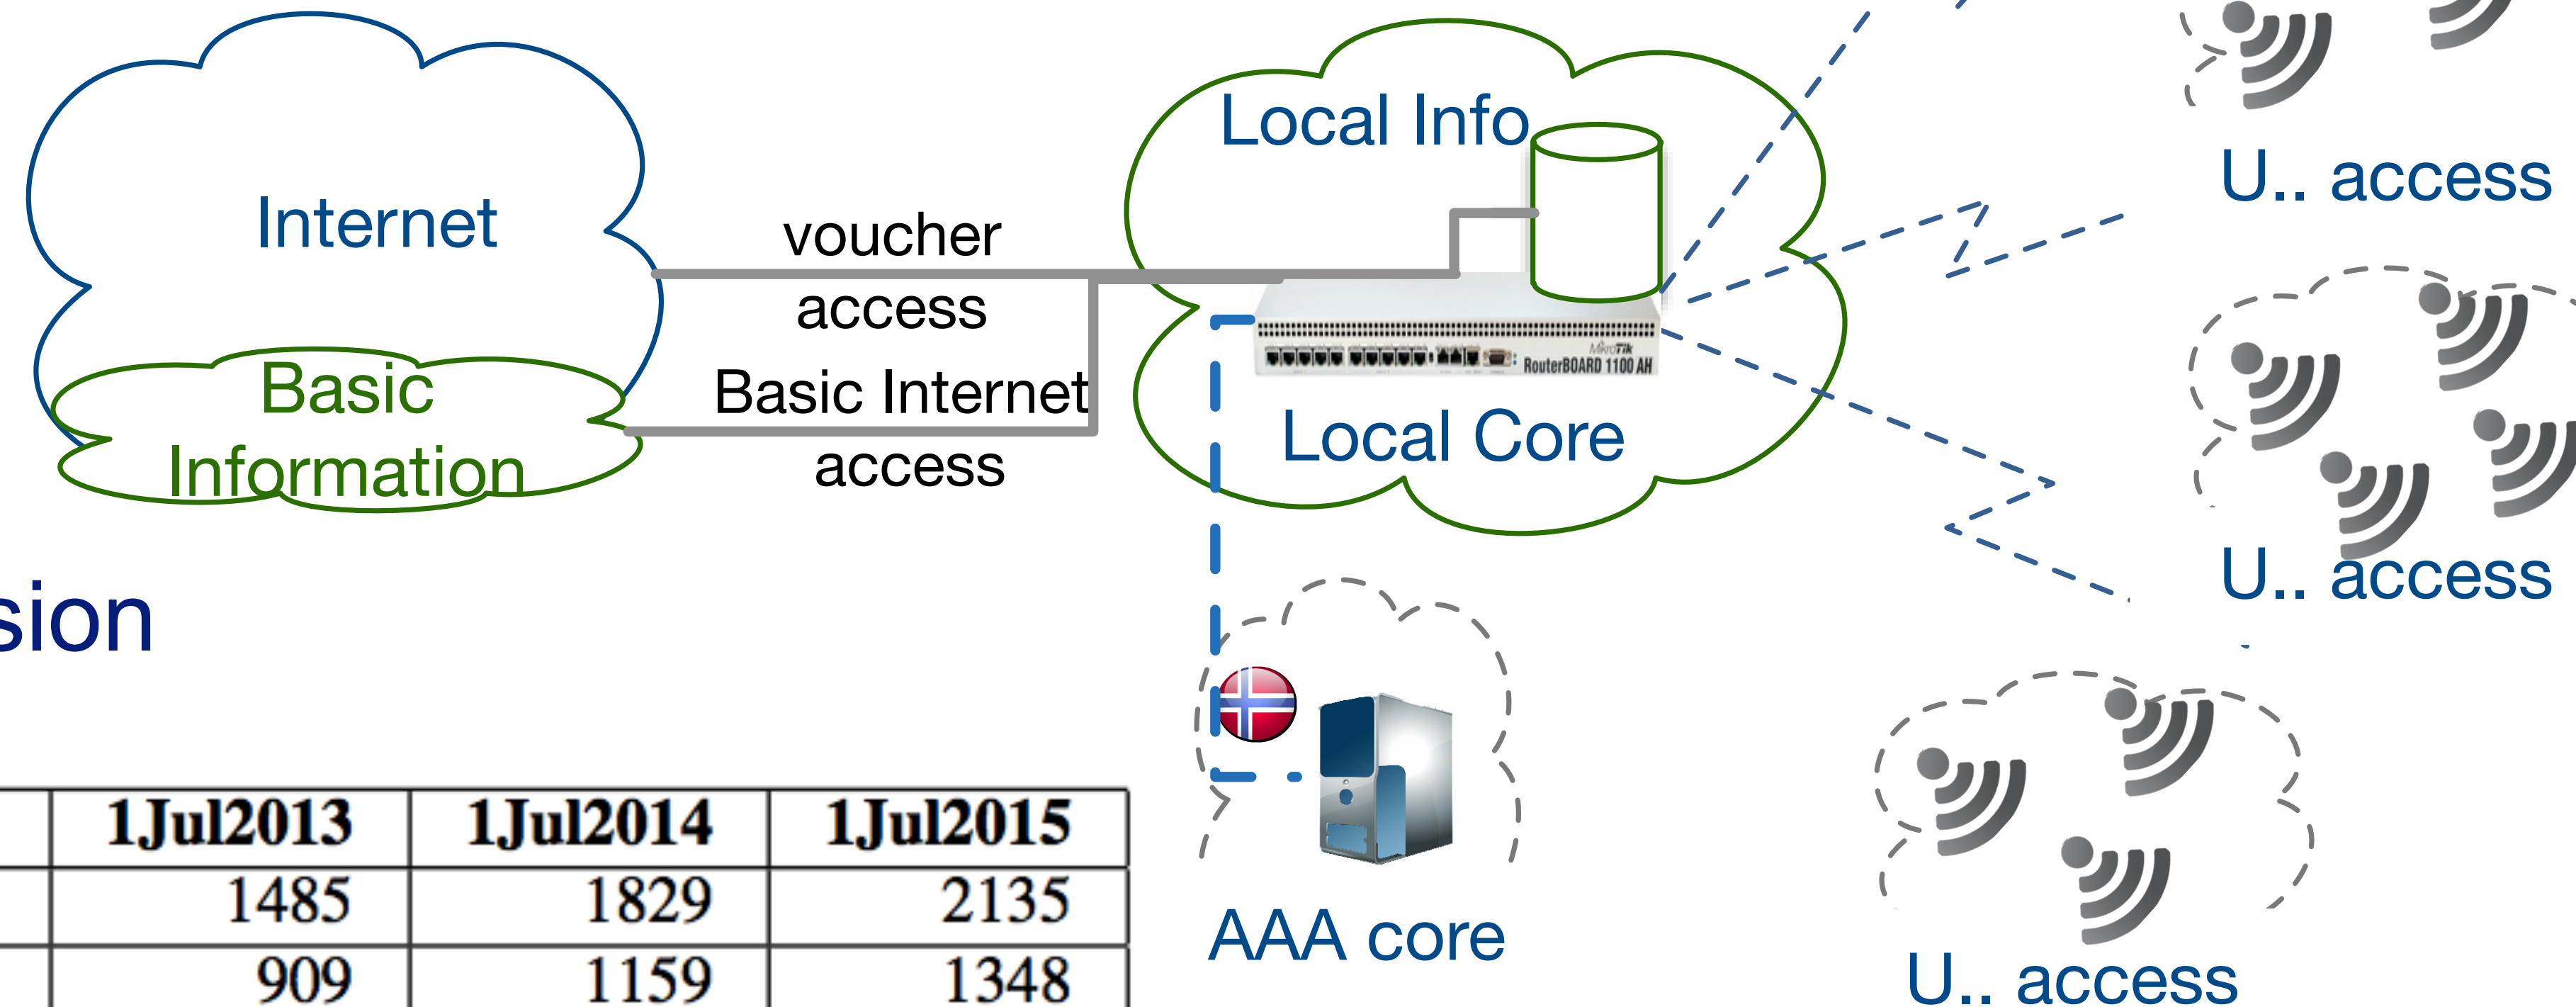 Local Info
U.. access
Internet
voucher
access
Basic
Information
Basic Internet
access
MikroTik
RouterBOARD 1100 AH
Local Core
U.. access
sion
1Jul2013 1Jul2014 1Jul2015
1485 1829 2135
909 1159 1348
AAA core
U.. access